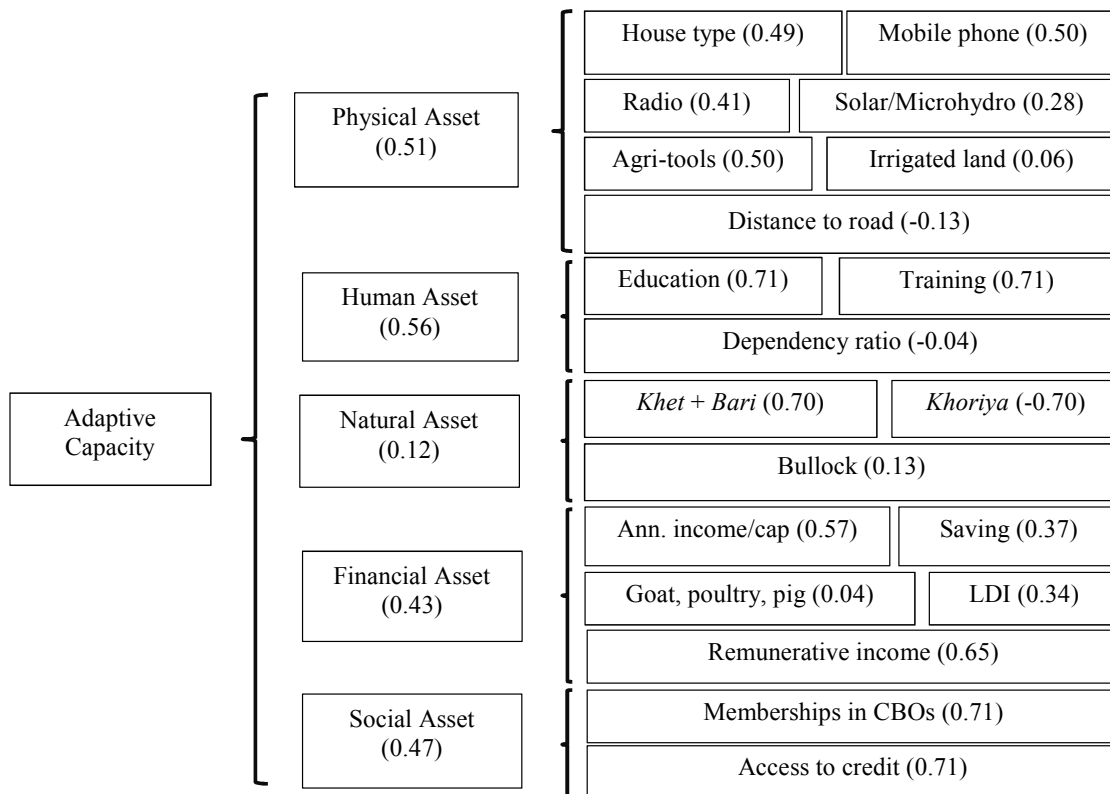 House type (0.49)
Mobile phone (0.50)
Radio (0.41)
Solar/Microhydro (0.28)
Physical Asset
(0.51)
Agri-tools (0.50)
Irrigated land (0.06)
Distance to road (-0.13)
Education (0.71)
Training (0.71)
Human Asset
(0.56)
Dependency ratio (-0.04)
Adaptive
Capacity
Khet + Bari (0.70)
Khoriya (-0.70)
Natural Asset
(0.12)
Bullock (0.13)
Ann. income/cap (0.57)
Saving (0.37)
Financial Asset
(0.43)
Goat, poultry, pig (0.04)
LDI (0.34)
Remunerative income (0.65)
Social Asset
(0.47)
Memberships in CBOs (0.71)
Access to credit (0.71)